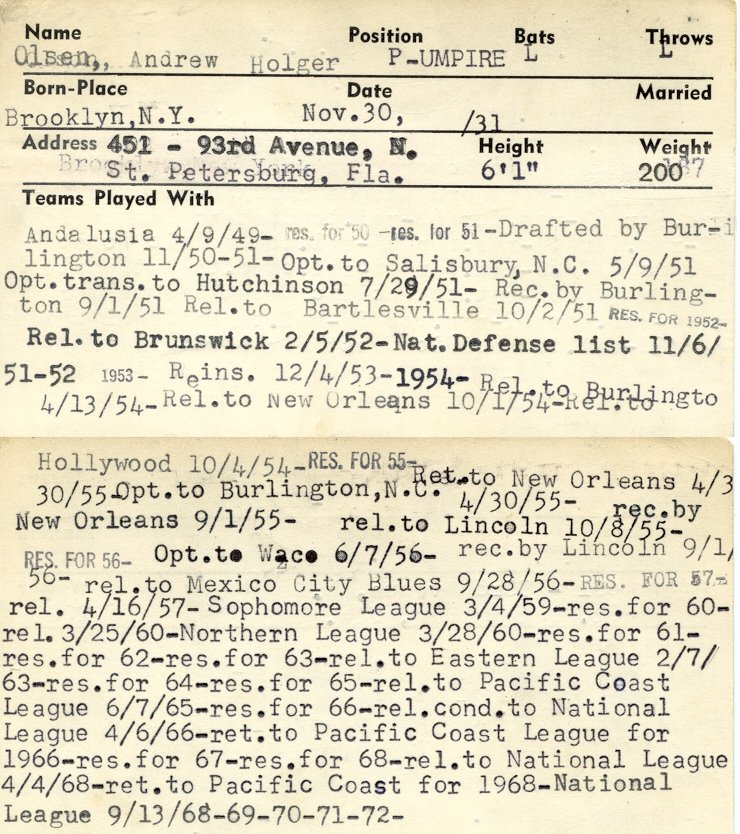 Name Position Bats Throws
Olsen, Andrew Holger P-UMPIRE L L
Born-Place Date Married
Brooklyn,N.Y. Nov.30, /31
Address 451 - 93rd Avenue, N. Height Weight
Brooklyn, New York
St. Petersburg, Fla. 6'1" 200 187
Teams Played With
Andalusia 4/9/49- res. for 50 -res. for 51-Drafted by Bur-
lington 11/50-51-Opt.to Salisbury, N.C. 5/9/51
Opt.trans.to Hutchinson 7/29/51- Rec.by Burling-
ton 9/1/51 Rel.to Bartlesville 10/2/51 RES. FOR 1952-
Rel.to Brunswick 2/5/52-Nat.Defense list 11/6/
51-52 1953- Reins. 12/4/53-1954- Rel.to Burlingto
4/13/54-Rel.to New Orleans 10/1/54-Rel.to
Hollywood 10/4/54-RES. FOR 55-Ret.to New Orleans 4/3
30/55-Opt.to Burlington,N.C. 4/30/55- rec.by
New Orleans 9/1/55- rel.to Lincoln 10/8/55-
RES. FOR 56- Opt.to Waco 6/7/56- rec.by Lincoln 9/1/
56- rel.to Mexico City Blues 9/28/56-RES. FOR 57-
rel. 4/16/57-Sophomore League 3/4/59-res.for 60-
rel.3/25/60-Northern League 3/28/60-res.for 61-
res.for 62-res.for 63-rel.to Eastern League 2/7/
63-res.for 64-res.for 65-rel.to Pacific Coast
League 6/7/65-res.for 66-rel.cond.to National
League 4/6/66-ret.to Pacific Coast League for
1966-res.for 67-res.for 68-rel.to National League
4/4/68-ret.to Pacific Coast for 1968-National
League 9/13/68-69-70-71-72-